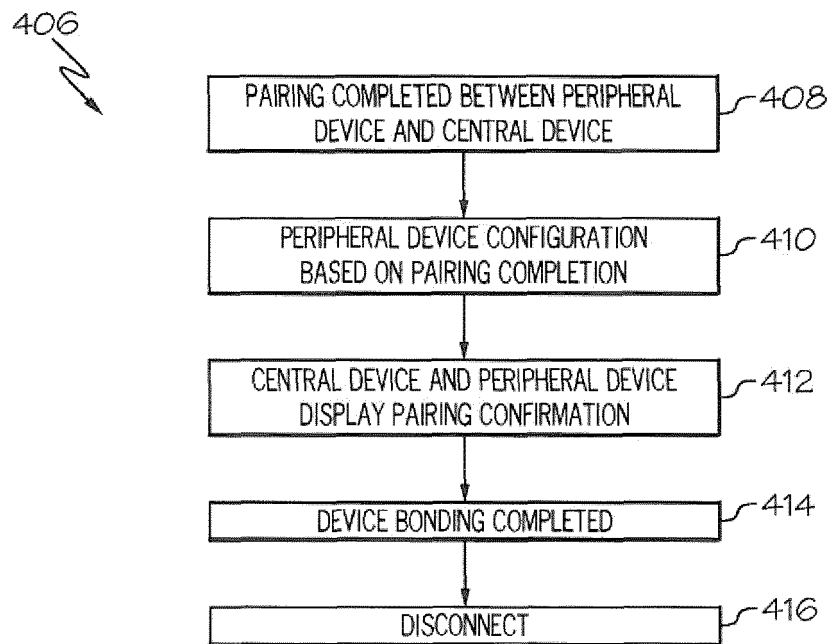 406
PAIRING COMPLETED BETWEEN PERIPHERAL
DEVICE AND CENTRAL DEVICE
408
PERIPHERAL DEVICE CONFIGURATION
BASED ON PAIRING COMPLETION
410
CENTRAL DEVICE AND PERIPHERAL DEVICE
DISPLAY PAIRING CONFIRMATION
412
DEVICE BONDING COMPLETED
414
DISCONNECT
416